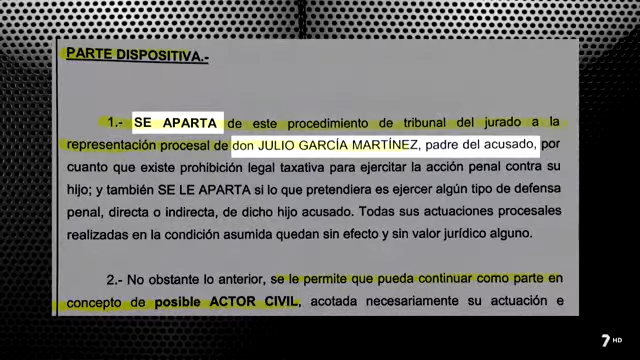 PARTE DISPOSITIVA.-
1.- SE APARTA de este procedimiento de tribunal del jurado a la
representación procesal de don JULIO GARCÍA MARTÍNEZ, padre del acusado, por
cuanto que existe prohibición legal taxativa para ejercitar la acción penal contra su
hijo; y también SE LE APARTA si lo que pretendiera es ejercer algún tipo de defensa
penal, directa o indirecta, de dicho hijo acusado. Todas sus actuaciones procesales
realizadas en la condición asumida quedan sin efecto y sin valor jurídico alguno.
2.- No obstante lo anterior, se le permite que pueda continuar como parte en
concepto de posible ACTOR CIVIL, acotada necesariamente su actuación e
7 HD